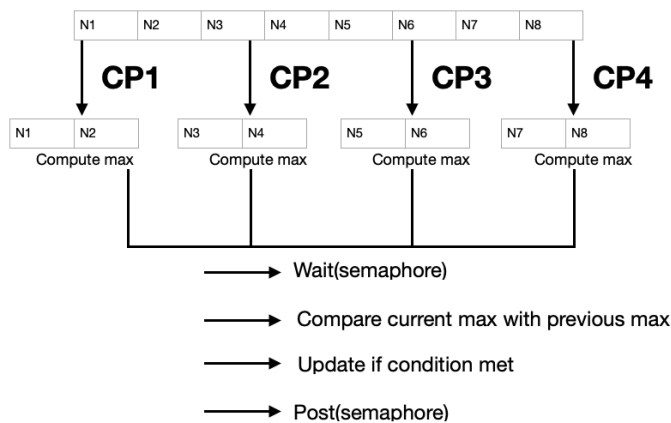 N1 N2 N3 N4 N5 N6 N7 N8
CP1 CP2 CP3 CP4
N1 N2 N3 N4 N5 N6 N7 N8
Compute max Compute max Compute max Compute max
Wait(semaphore)
Compare current max with previous max
Update if condition met
Post(semaphore)